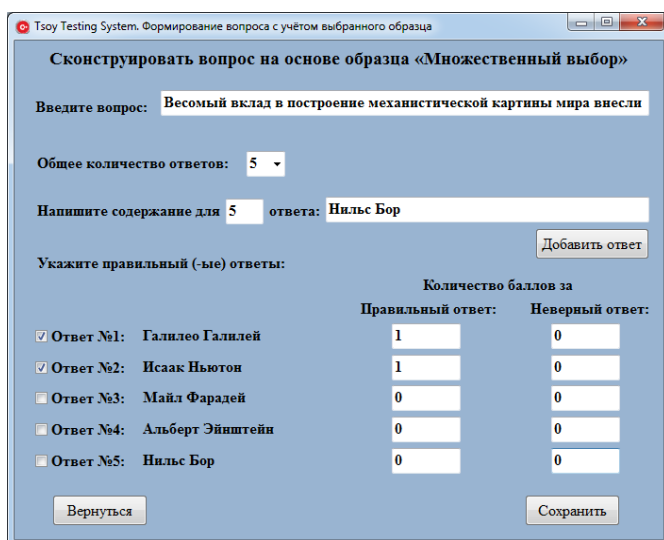 Tsoy Testing System. Формирование вопроса с учётом выбранного образца
Сконструировать вопрос на основе образца «Множественный выбор»
Введите вопрос: Весомый вклад в построение механистической картины мира внесли
Общее количество ответов: 5
Напишите содержание для 5 ответа: Нильс Бор
Добавить ответ
Укажите правильный (-ые) ответы:
Количество баллов за
Правильный ответ: Неверный ответ:
Ответ №1: Галилео Галилей 1 0
Ответ №2: Исаак Ньютон 1 0
Ответ №3: Майл Фарадей 0 0
Ответ №4: Альберт Эйнштейн 0 0
Ответ №5: Нильс Бор 0 0
Вернуться Сохранить